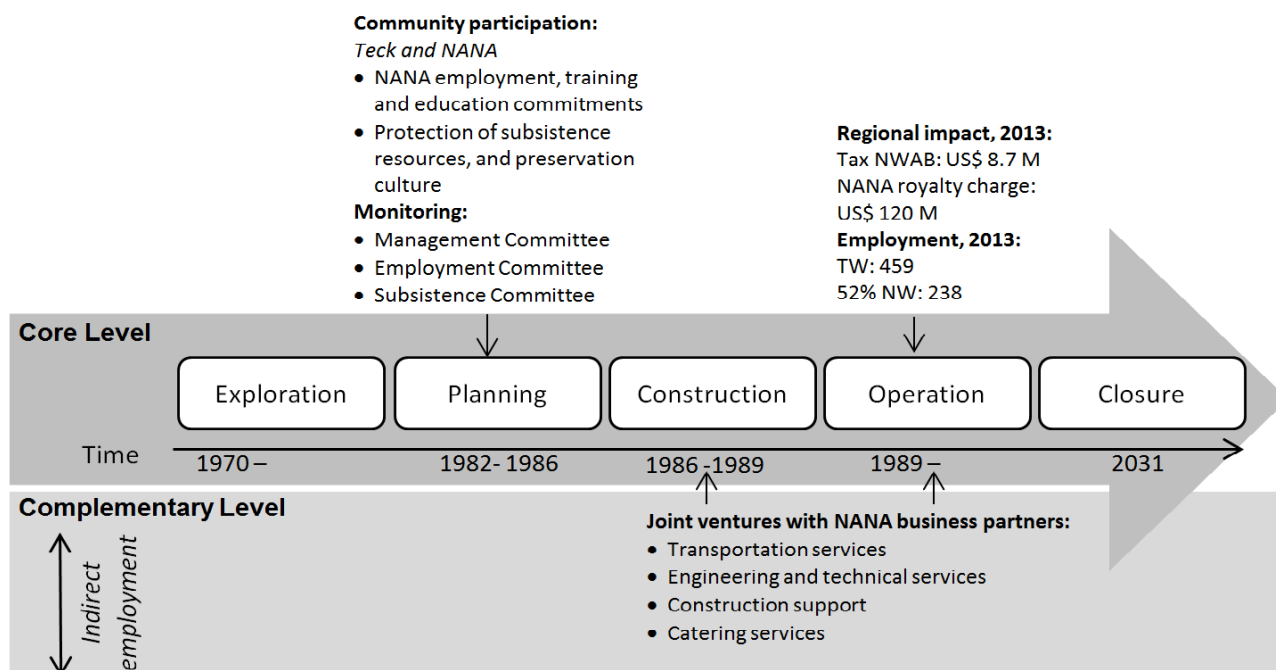 Community participation:
Teck and NANA
• NANA employment, training
and education commitments
• Protection of subsistence
resources, and preservation
culture
Monitoring:
• Management Committee
• Employment Committee
• Subsistence Committee
Regional impact, 2013:
Tax NWAB: US$ 8.7 M
NANA royalty charge:
US$ 120 M
Employment, 2013:
TW: 459
52% NW: 238
Core Level
Exploration
Planning
Construction
Operation
Closure
Time
1970 –
1982- 1986
1986 -1989
1989 –
2031
Complementary Level
Indirect
employment
Joint ventures with NANA business partners:
• Transportation services
• Engineering and technical services
• Construction support
• Catering services